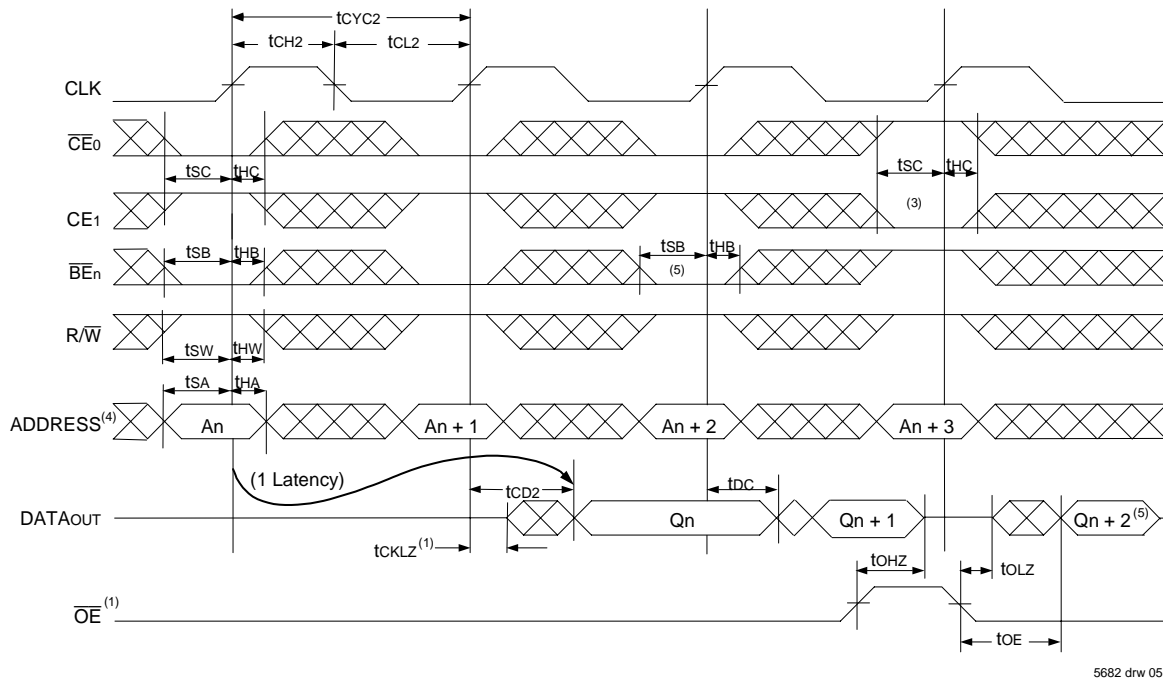 tCYC2
tCH2 tCL2
CLK
CE0
tSC tHC tSC tHC
(3)
CE1
tSB tHB tSB tHB
(5)
BEn
R/W
tSW tHW
tSA tHA
ADDRESS(4) An An + 1 An + 2 An + 3
(1 Latency) tCD2 tDC
DATAOUT Qn Qn + 1 Qn + 2(5)
tCKLZ(1)
tOHZ tOLZ
OE(1)
tOE
5682 drw 05